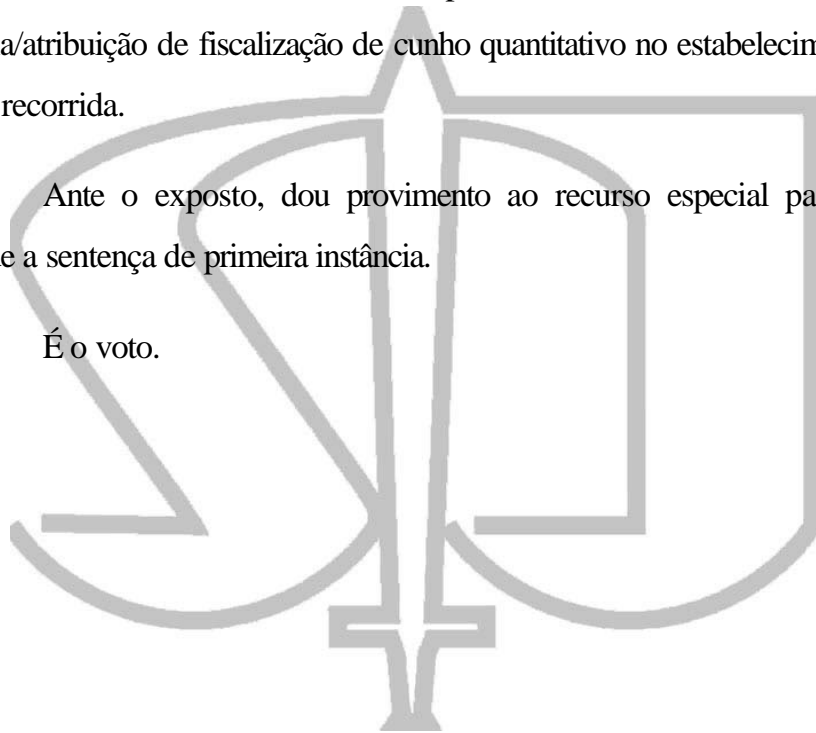 a/atribuição de fiscalização de cunho quantitativo no estabelecim
recorrida.
Ante o exposto, dou provimento ao recurso especial pa
e a sentença de primeira instância.
É o voto.